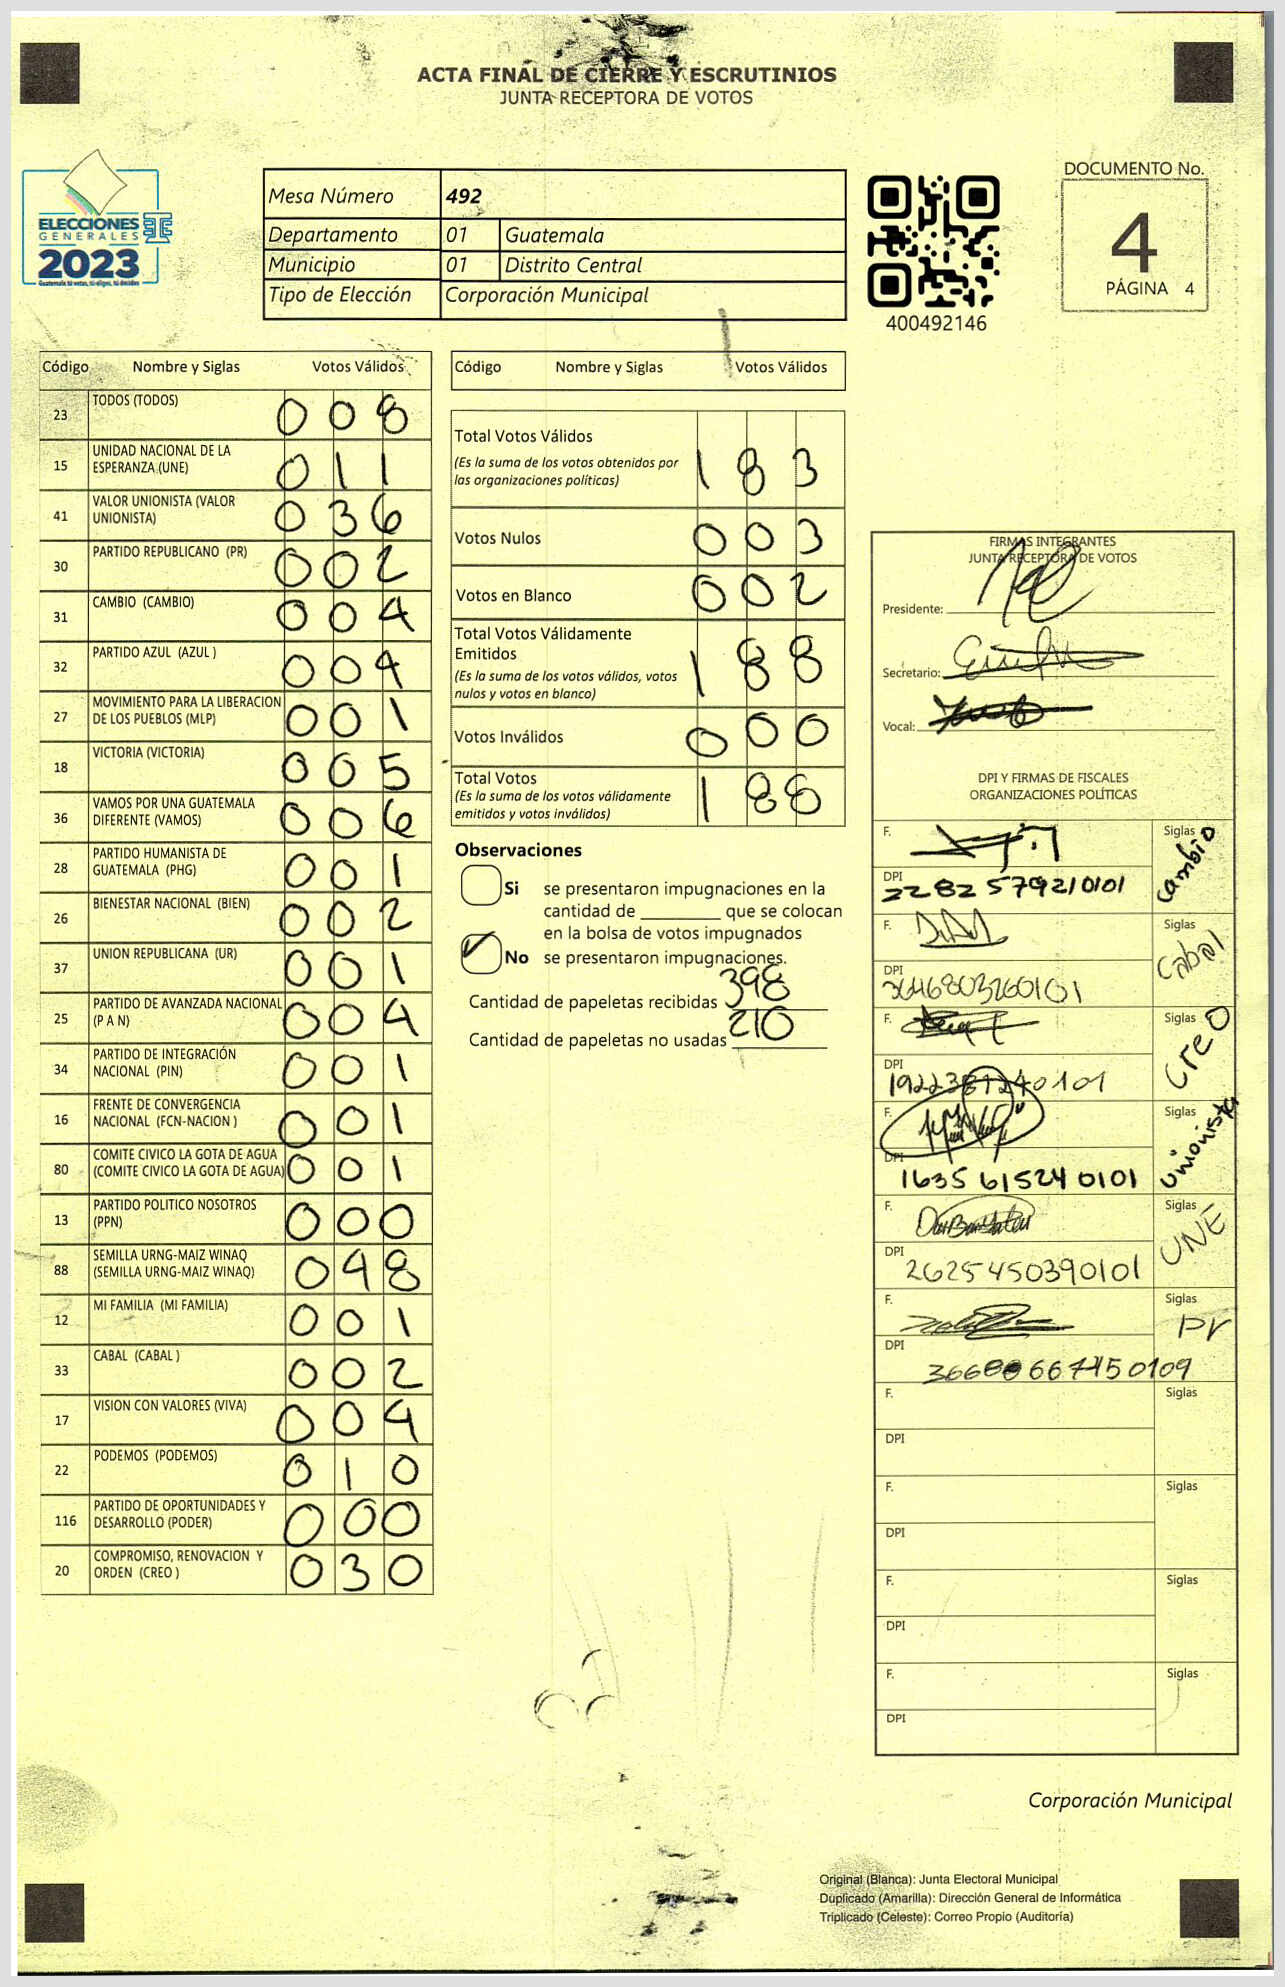 ACTA FINAL DE CIERRE Y ESCRUTINIOS
JUNTA RECEPTORA DE VOTOS
ELECCIONES
GENERALES
2023
Guatemala tú votas, tú eliges, tú decides
Mesa Número 492
Departamento 01 Guatemala
Municipio 01 Distrito Central
Tipo de Elección Corporación Municipal
400492146
DOCUMENTO No.
4
PÁGINA 4
Código Nombre y Siglas Votos Válidos
23 TODOS (TODOS) 008
15 UNIDAD NACIONAL DE LA
ESPERANZA (UNE) 011
41 VALOR UNIONISTA (VALOR
UNIONISTA) 036
30 PARTIDO REPUBLICANO (PR) 002
31 CAMBIO (CAMBIO) 004
32 PARTIDO AZUL (AZUL ) 004
27 MOVIMIENTO PARA LA LIBERACION
DE LOS PUEBLOS (MLP) 001
18 VICTORIA (VICTORIA) 005
36 VAMOS POR UNA GUATEMALA
DIFERENTE (VAMOS) 006
28 PARTIDO HUMANISTA DE
GUATEMALA (PHG) 001
26 BIENESTAR NACIONAL (BIEN) 002
37 UNION REPUBLICANA (UR) 001
25 PARTIDO DE AVANZADA NACIONAL
(P A N) 004
34 PARTIDO DE INTEGRACIÓN
NACIONAL (PIN) 001
16 FRENTE DE CONVERGENCIA
NACIONAL (FCN-NACION ) 001
80 COMITE CIVICO LA GOTA DE AGUA
(COMITE CIVICO LA GOTA DE AGUA) 001
13 PARTIDO POLITICO NOSOTROS
(PPN) 000
88 SEMILLA URNG-MAIZ WINAQ
(SEMILLA URNG-MAIZ WINAQ) 048
12 MI FAMILIA (MI FAMILIA) 001
33 CABAL (CABAL ) 002
17 VISION CON VALORES (VIVA) 004
22 PODEMOS (PODEMOS) 010
116 PARTIDO DE OPORTUNIDADES Y
DESARROLLO (PODER) 000
20 COMPROMISO, RENOVACION Y
ORDEN (CREO ) 030
Código Nombre y Siglas Votos Válidos
Total Votos Válidos 183
(Es la suma de los votos obtenidos por
las organizaciones políticas)
Votos Nulos 003
Votos en Blanco 002
Total Votos Válidamente
Emitidos 188
(Es la suma de los votos válidos, votos
nulos y votos en blanco)
Votos Inválidos 000
Total Votos 188
(Es la suma de los votos válidamente
emitidos y votos inválidos)
Observaciones
Si se presentaron impugnaciones en la
cantidad de ________ que se colocan
en la bolsa de votos impugnados
No se presentaron impugnaciones.
Cantidad de papeletas recibidas 398
Cantidad de papeletas no usadas 210
FIRMAS INTEGRANTES
JUNTA RECEPTORA DE VOTOS
Presidente:
Secretario:
Vocal:
DPI Y FIRMAS DE FISCALES
ORGANIZACIONES POLÍTICAS
F. Siglas cambio
DPI 2282 579210101
F. Siglas cabal
DPI 3646803260101
F. Siglas creo
DPI
F. Siglas unionista
DPI 1635 61524 0101
F. Siglas UNE
DPI 2625450390101
F. Siglas PR
DPI
F. Siglas
DPI
F. Siglas
DPI
F. Siglas
DPI
F. Siglas
DPI
Corporación Municipal
Original (Blanca): Junta Electoral Municipal
Duplicado (Amarilla): Dirección General de Informática
Triplicado (Celeste): Correo Propio (Auditoría)